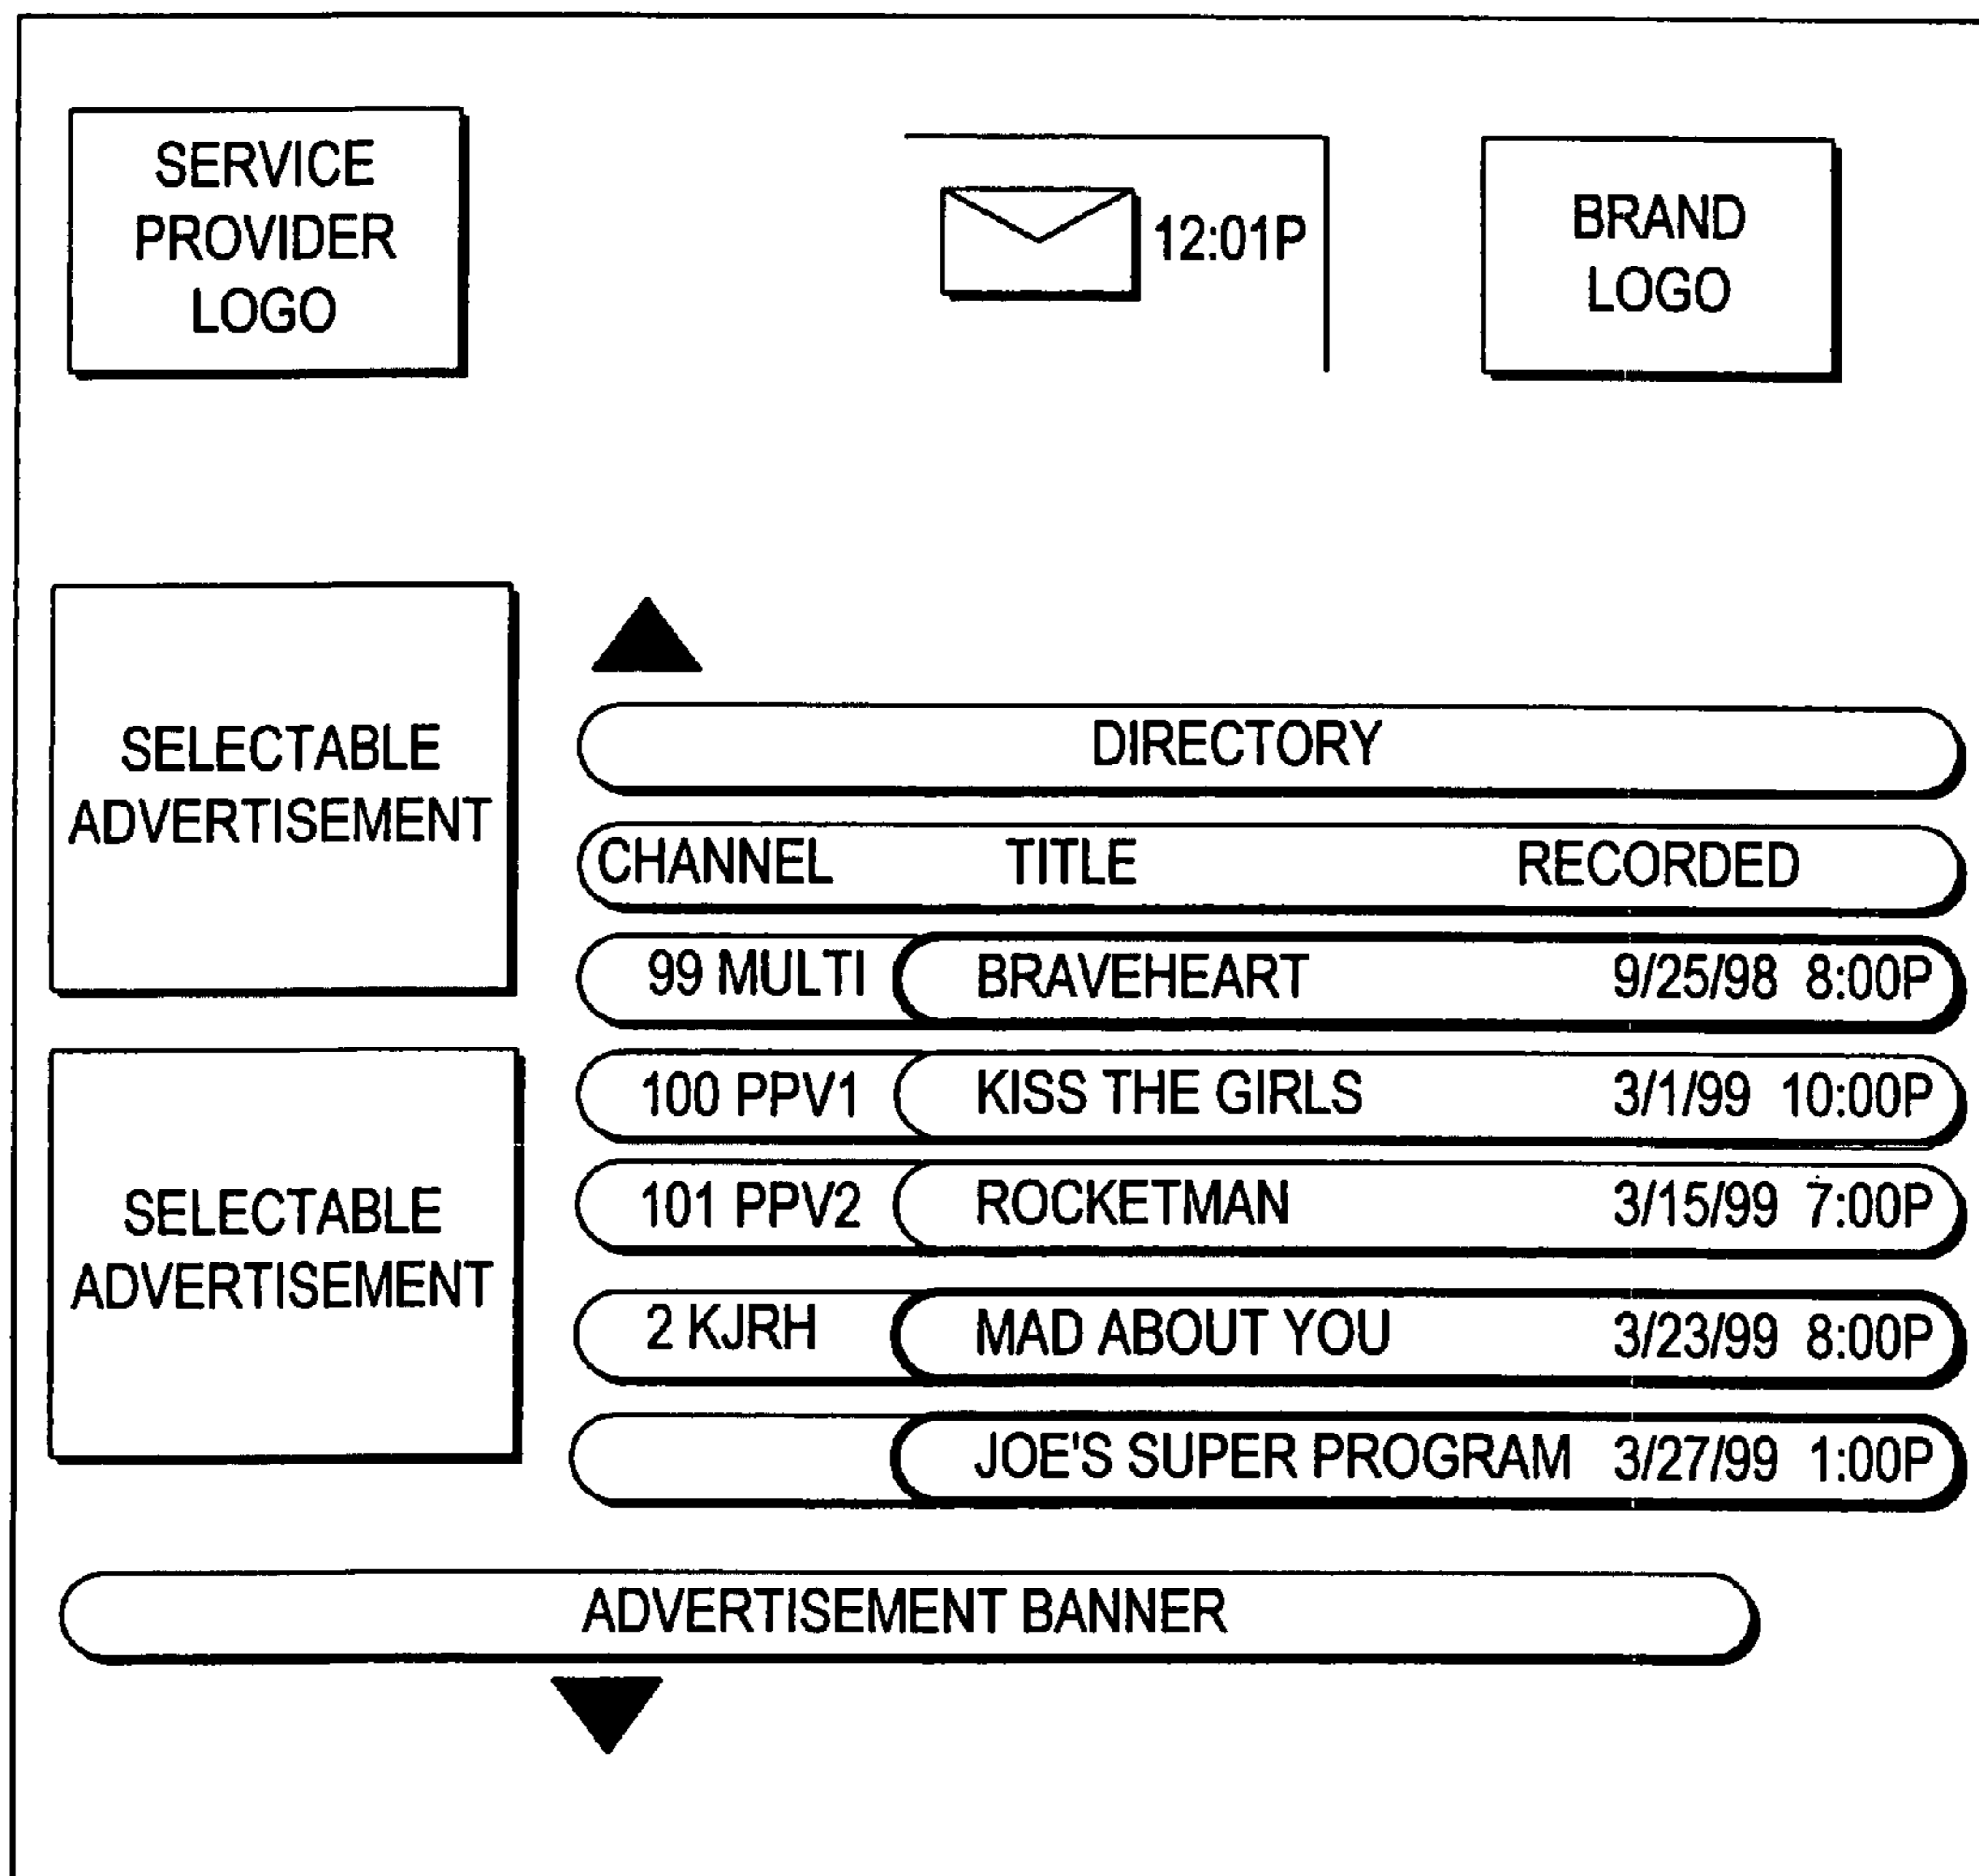 SERVICE
PROVIDER
LOGO
12:01P
BRAND
LOGO
SELECTABLE
ADVERTISEMENT
SELECTABLE
ADVERTISEMENT
DIRECTORY
CHANNEL TITLE RECORDED
99 MULTI BRAVEHEART 9/25/98 8:00P
100 PPV1 KISS THE GIRLS 3/1/99 10:00P
101 PPV2 ROCKETMAN 3/15/99 7:00P
2 KJRH MAD ABOUT YOU 3/23/99 8:00P
JOE'S SUPER PROGRAM 3/27/99 1:00P
ADVERTISEMENT BANNER